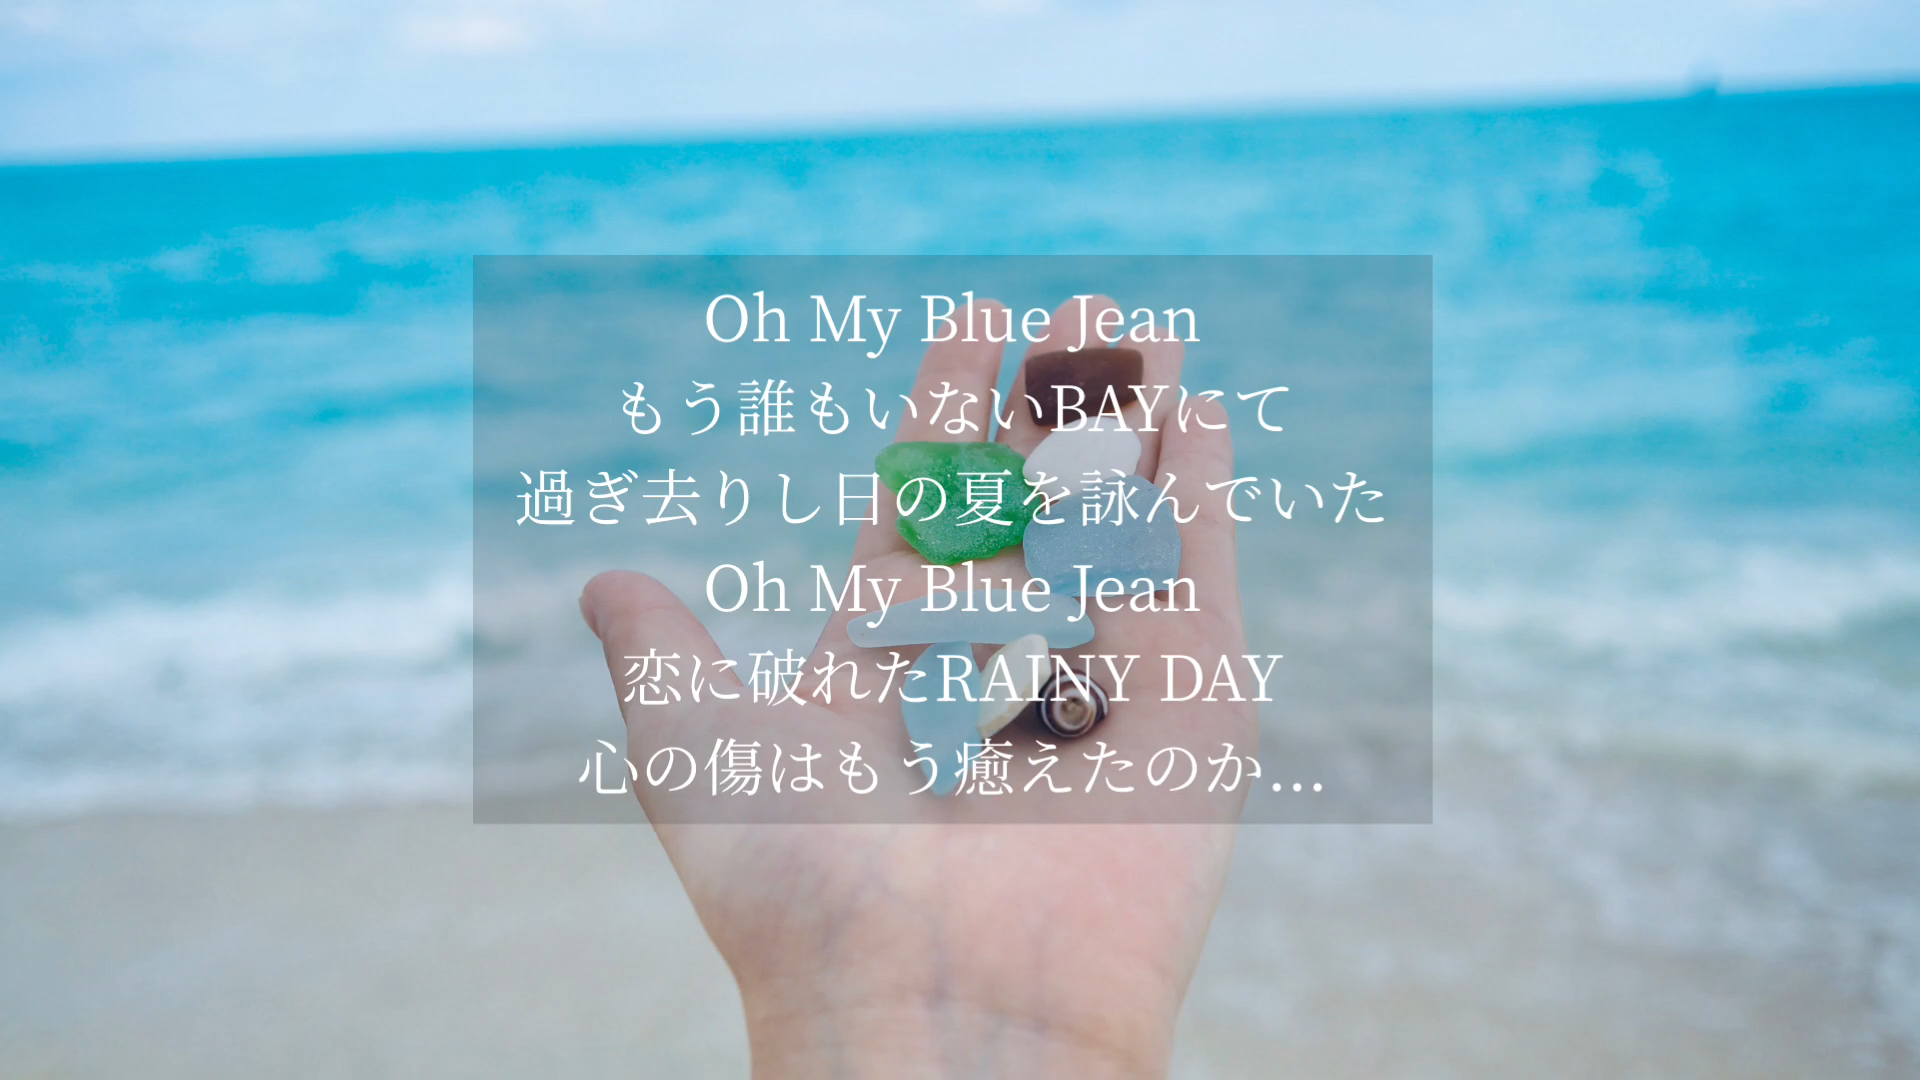 Oh My Blue Jean
もう誰もいないBAYにて
過ぎ去りし日の夏を詠んでいた
Oh My Blue Jean
恋に破れたRAINY DAY
心の傷はもう癒えたのか…